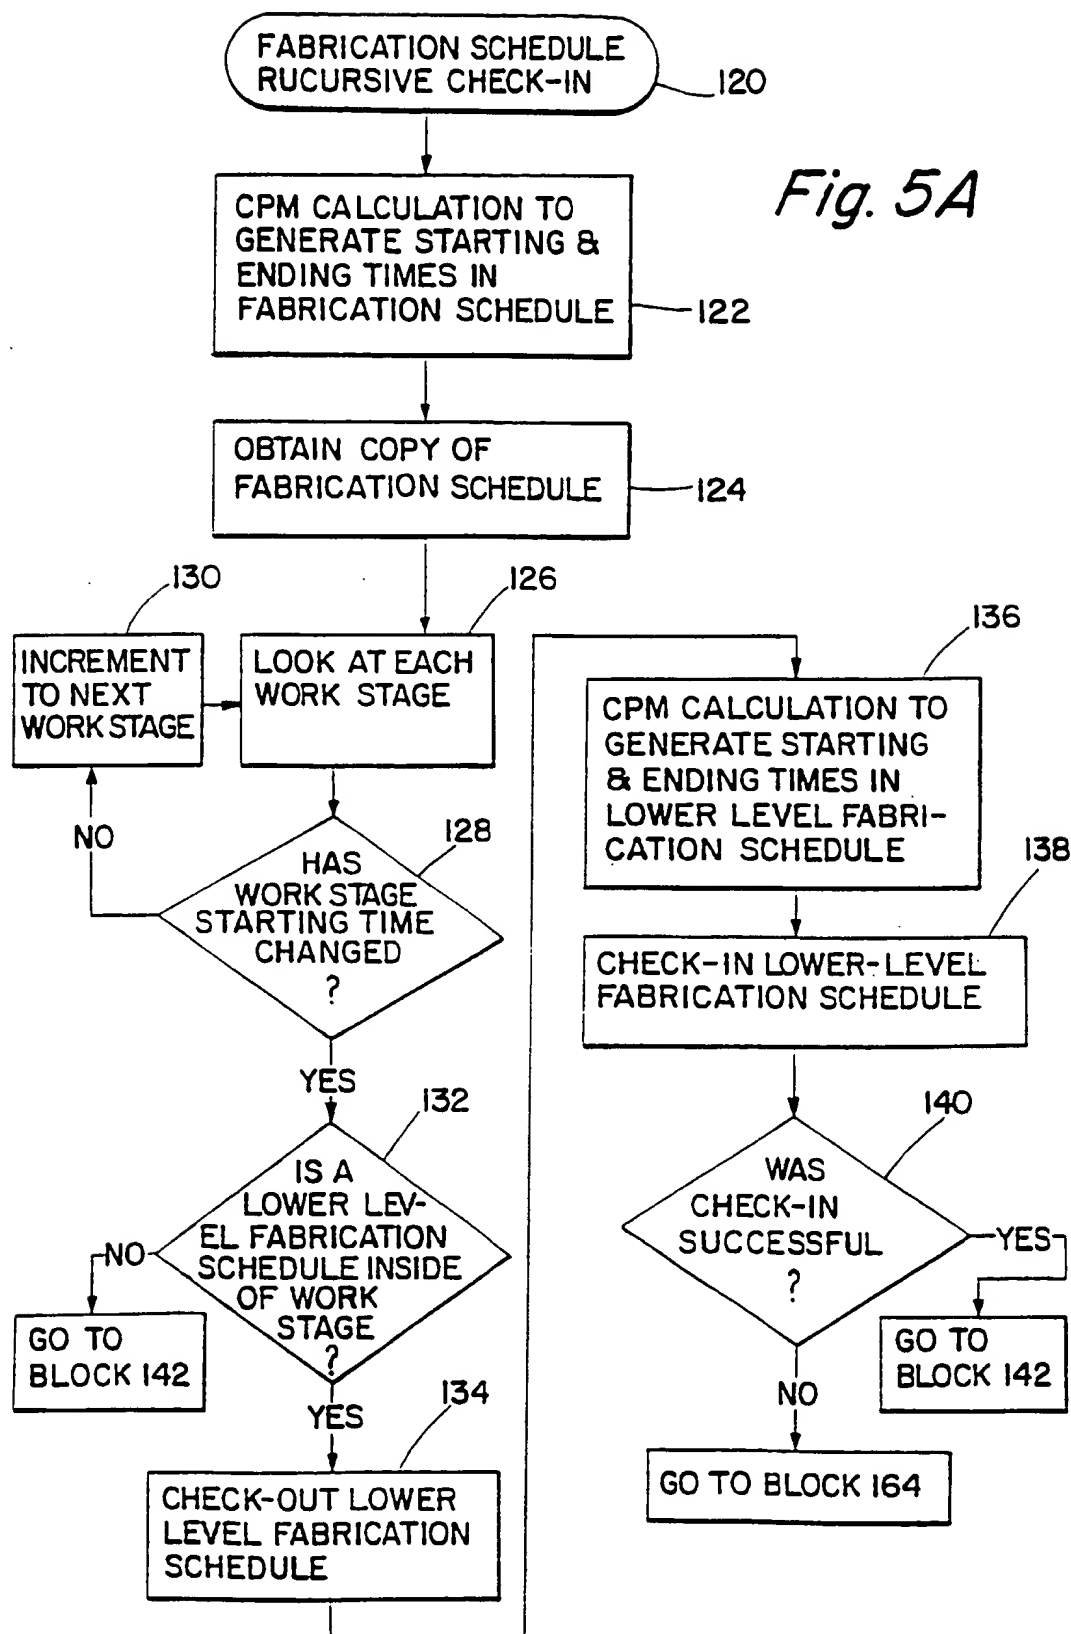 FABRICATION SCHEDULE
RUCURSIVE CHECK-IN
120
Fig. 5A
CPM CALCULATION TO
GENERATE STARTING &
ENDING TIMES IN
FABRICATION SCHEDULE
122
OBTAIN COPY OF
FABRICATION SCHEDULE
124
130
INCREMENT
TO NEXT
WORK STAGE
126
LOOK AT EACH
WORK STAGE
NO
128
HAS
WORK STAGE
STARTING TIME
CHANGED
?
YES
132
IS A
LOWER LEV-
EL FABRICATION
SCHEDULE INSIDE
OF WORK
STAGE
?
NO
GO TO
BLOCK 142
YES
134
CHECK-OUT LOWER
LEVEL FABRICATION
SCHEDULE
136
CPM CALCULATION TO
GENERATE STARTING
& ENDING TIMES IN
LOWER LEVEL FABRI-
CATION SCHEDULE
138
CHECK-IN LOWER-LEVEL
FABRICATION SCHEDULE
140
WAS
CHECK-IN
SUCCESSFUL
?
YES
GO TO
BLOCK 142
NO
GO TO BLOCK 164